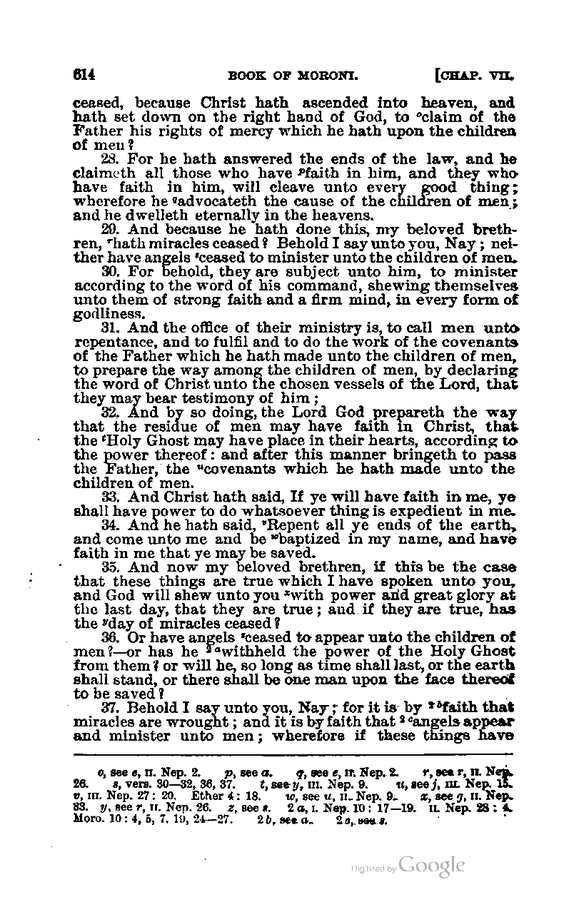 614 BOOK OF MORONI. [CHAP. VII.
ceased, because Christ hath ascended into heaven, and
hath set down on the right hand of God, to ᵒclaim of the
Father his rights of mercy which he hath upon the children
of men?
28. For he hath answered the ends of the law, and he
claimeth all those who have ᵖfaith in him, and they who
have faith in him, will cleave unto every good thing;
wherefore he qadvocateth the cause of the children of men;
and he dwelleth eternally in the heavens.
29. And because he hath done this, my beloved breth-
ren, ʳhath miracles ceased? Behold I say unto you, Nay; nei-
ther have angels ˢceased to minister unto the children of men.
30. For behold, they are subject unto him, to minister
according to the word of his command, shewing themselves
unto them of strong faith and a firm mind, in every form of
godliness.
31. And the office of their ministry is, to call men unto
repentance, and to fulfil and to do the work of the covenants
of the Father which he hath made unto the children of men,
to prepare the way among the children of men, by declaring
the word of Christ unto the chosen vessels of the Lord, that
they may bear testimony of him;
32. And by so doing, the Lord God prepareth the way
that the residue of men may have faith in Christ, that
the ᵗHoly Ghost may have place in their hearts, according to
the power thereof: and after this manner bringeth to pass
the Father, the ᵘcovenants which he hath made unto the
children of men.
33. And Christ hath said, If ye will have faith in me, ye
shall have power to do whatsoever thing is expedient in me.
34. And he hath said, ᵛRepent all ye ends of the earth,
and come unto me and be ʷbaptized in my name, and have
faith in me that ye may be saved.
35. And now my beloved brethren, if this be the case
that these things are true which I have spoken unto you,
and God will shew unto you ˣwith power and great glory at
the last day, that they are true; and if they are true, has
the ʸday of miracles ceased?
36. Or have angels ᶻceased to appear unto the children of
men?—or has he ²ᵃwithheld the power of the Holy Ghost
from them? or will he, so long as time shall last, or the earth
shall stand, or there shall be one man upon the face thereof
to be saved?
37. Behold I say unto you, Nay; for it is by ²ᵇfaith that
miracles are wrought; and it is by faith that ²ᶜangels appear
and minister unto men; wherefore if these things have
o, see e, II. Nep. 2. p, see a. q, see e, II. Nep. 2. r, see r, II. Nep.
26. s, vers. 30—32, 36, 37. t, see y, III. Nep. 9. u, see j, III. Nep. 15.
v, III. Nep. 27: 20. Ether 4: 18. w, see u, II. Nep. 9. x, see g, II. Nep.
33. y, see r, II. Nep. 26. z, see s. 2a, I. Nep. 10: 17—19. II. Nep. 28: 4.
Moro. 10: 4, 5, 7, 19, 24—27. 2b, see a. 2c, see s.
Digitized by Google